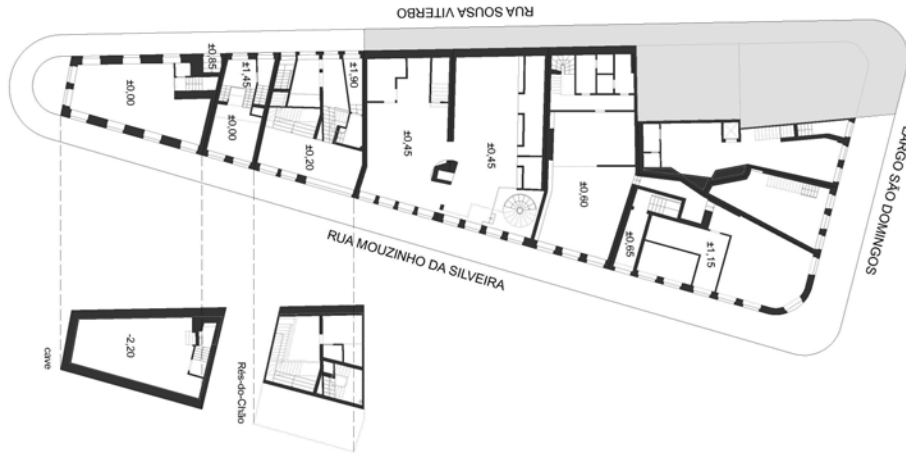 RUA SOUSA VITERBO
±0,85
±1,45
±1,90
±0,00
±0,00
±0,20
±0,45
±0,45
±0,60
±0,65
±1,15
LARGO SÃO DOMINGOS
RUA MOUZINHO DA SILVEIRA
-2,20
cave
Rés-do-Chão